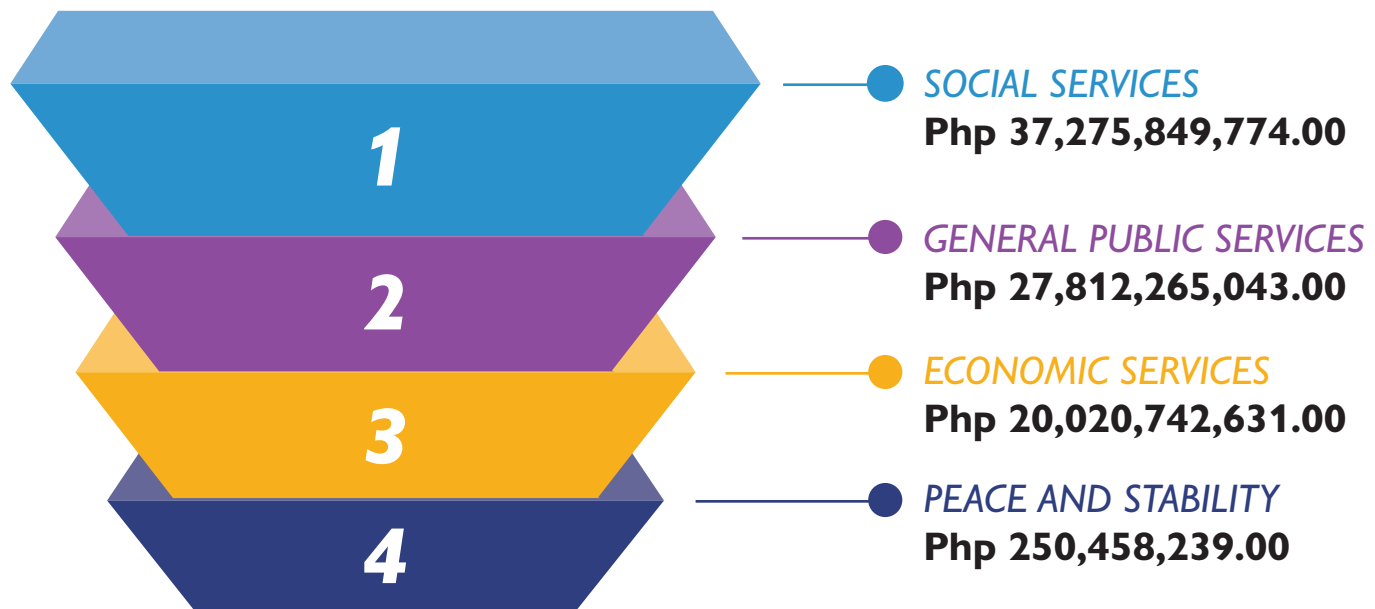 1
SOCIAL SERVICES
Php 37,275,849,774.00
2
GENERAL PUBLIC SERVICES
Php 27,812,265,043.00
3
ECONOMIC SERVICES
Php 20,020,742,631.00
4
PEACE AND STABILITY
Php 250,458,239.00